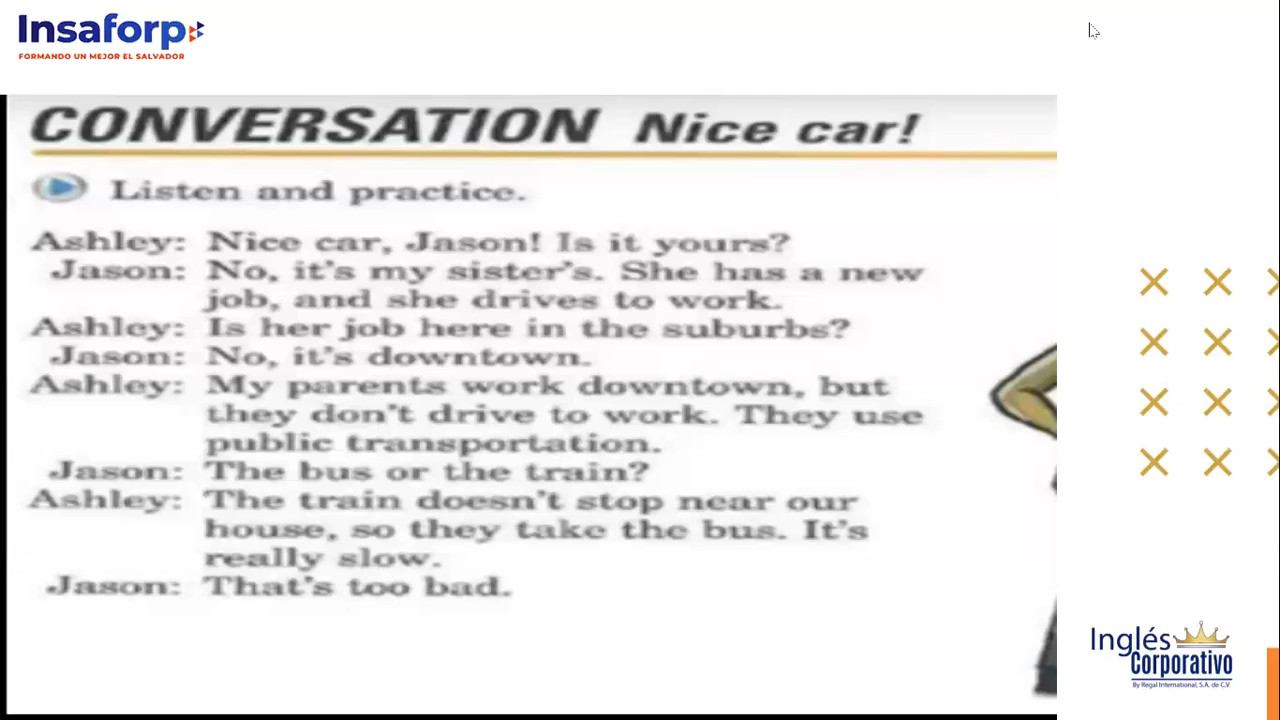 Insaforp
FORMANDO UN MEJOR EL SALVADOR
CONVERSATION Nice car!
Listen and practice.
Ashley: Nice car, Jason! Is it yours?
Jason: No, it's my sister's. She has a new
job, and she drives to work.
Ashley: Is her job here in the suburbs?
Jason: No, it's downtown.
Ashley: My parents work downtown, but
they don't drive to work. They use
public transportation.
Jason: The bus or the train?
Ashley: The train doesn't stop near our
house, so they take the bus. It's
really slow.
Jason: That's too bad.
Inglés
Corporativo
By Regal International, S.A. de C.V